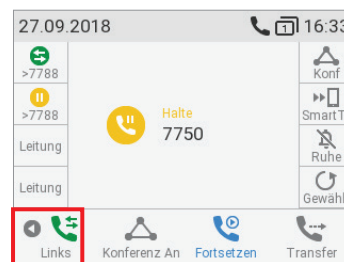 27.09.2018 1 16:33
>7788
>7788
Leitung
Leitung
Halte
7750
Konf
SmartT
Ruhe
Gewähl
Links Konferenz An Fortsetzen Transfer